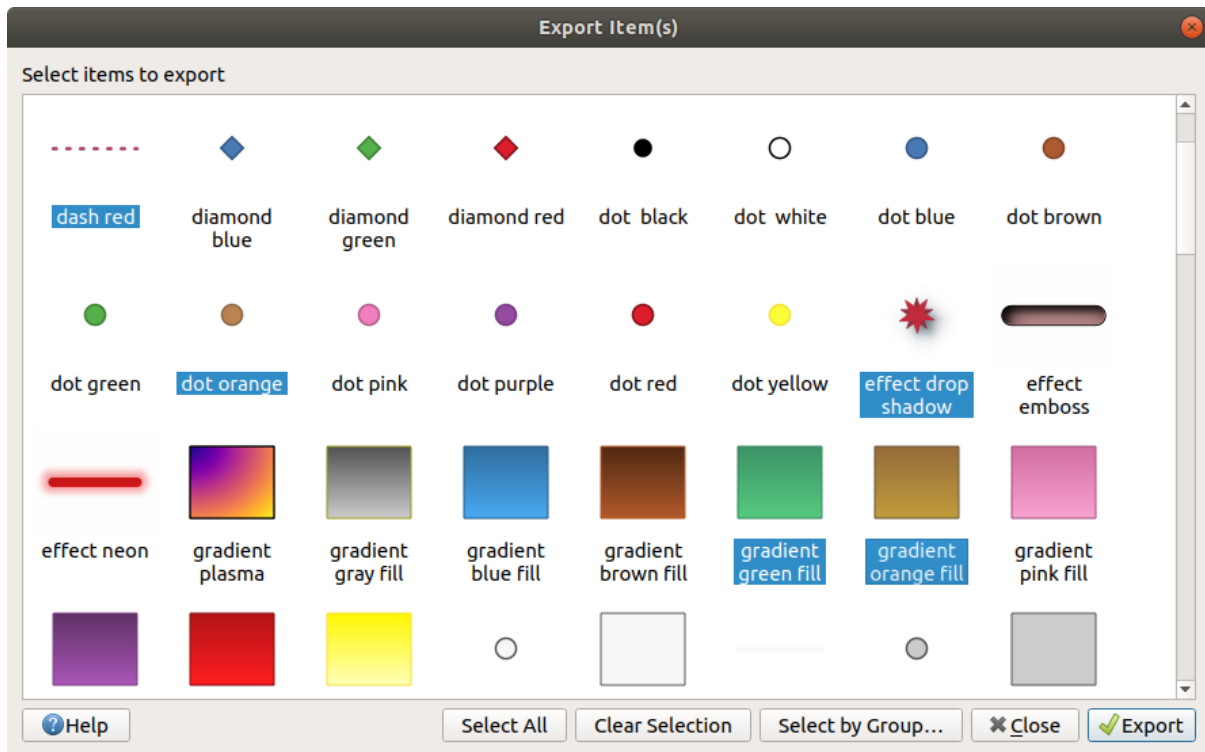 Export Item(s)
Select items to export
dash red
diamond
blue
diamond
green
diamond red
dot  black
dot  white
dot blue
dot brown
dot green
dot orange
dot pink
dot purple
dot red
dot yellow
effect drop
shadow
effect
emboss
effect neon
gradient
plasma
gradient
gray fill
gradient
blue fill
gradient
brown fill
gradient
green fill
gradient
orange fill
gradient
pink fill
Help
Select All
Clear Selection
Select by Group...
Close
Export